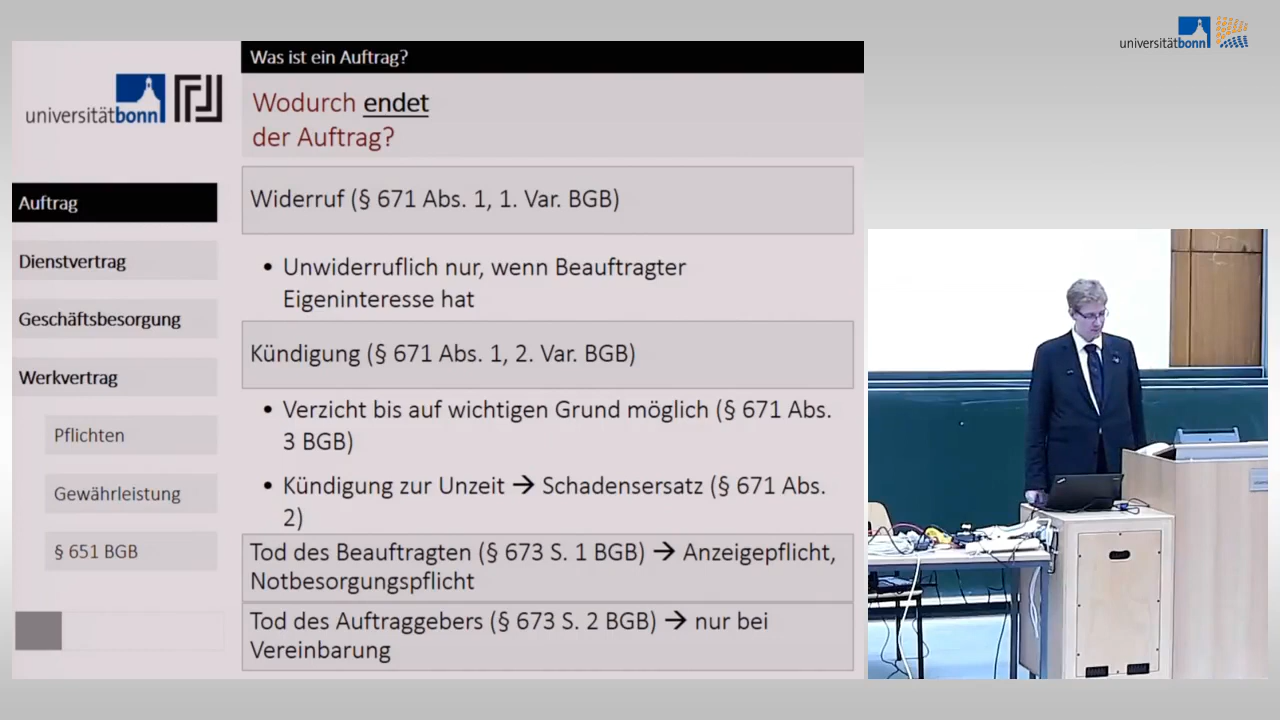 universitätbonn
Was ist ein Auftrag?
universitätbonn
Wodurch endet
der Auftrag?
Auftrag
Dienstvertrag
Geschäftsbesorgung
Werkvertrag
Pflichten
Gewährleistung
§ 651 BGB
Widerruf (§ 671 Abs. 1, 1. Var. BGB)
• Unwiderruflich nur, wenn Beauftragter
Eigeninteresse hat
Kündigung (§ 671 Abs. 1, 2. Var. BGB)
• Verzicht bis auf wichtigen Grund möglich (§ 671 Abs.
3 BGB)
• Kündigung zur Unzeit → Schadensersatz (§ 671 Abs.
2)
Tod des Beauftragten (§ 673 S. 1 BGB) → Anzeigepflicht,
Notbesorgungspflicht
Tod des Auftraggebers (§ 673 S. 2 BGB) → nur bei
Vereinbarung